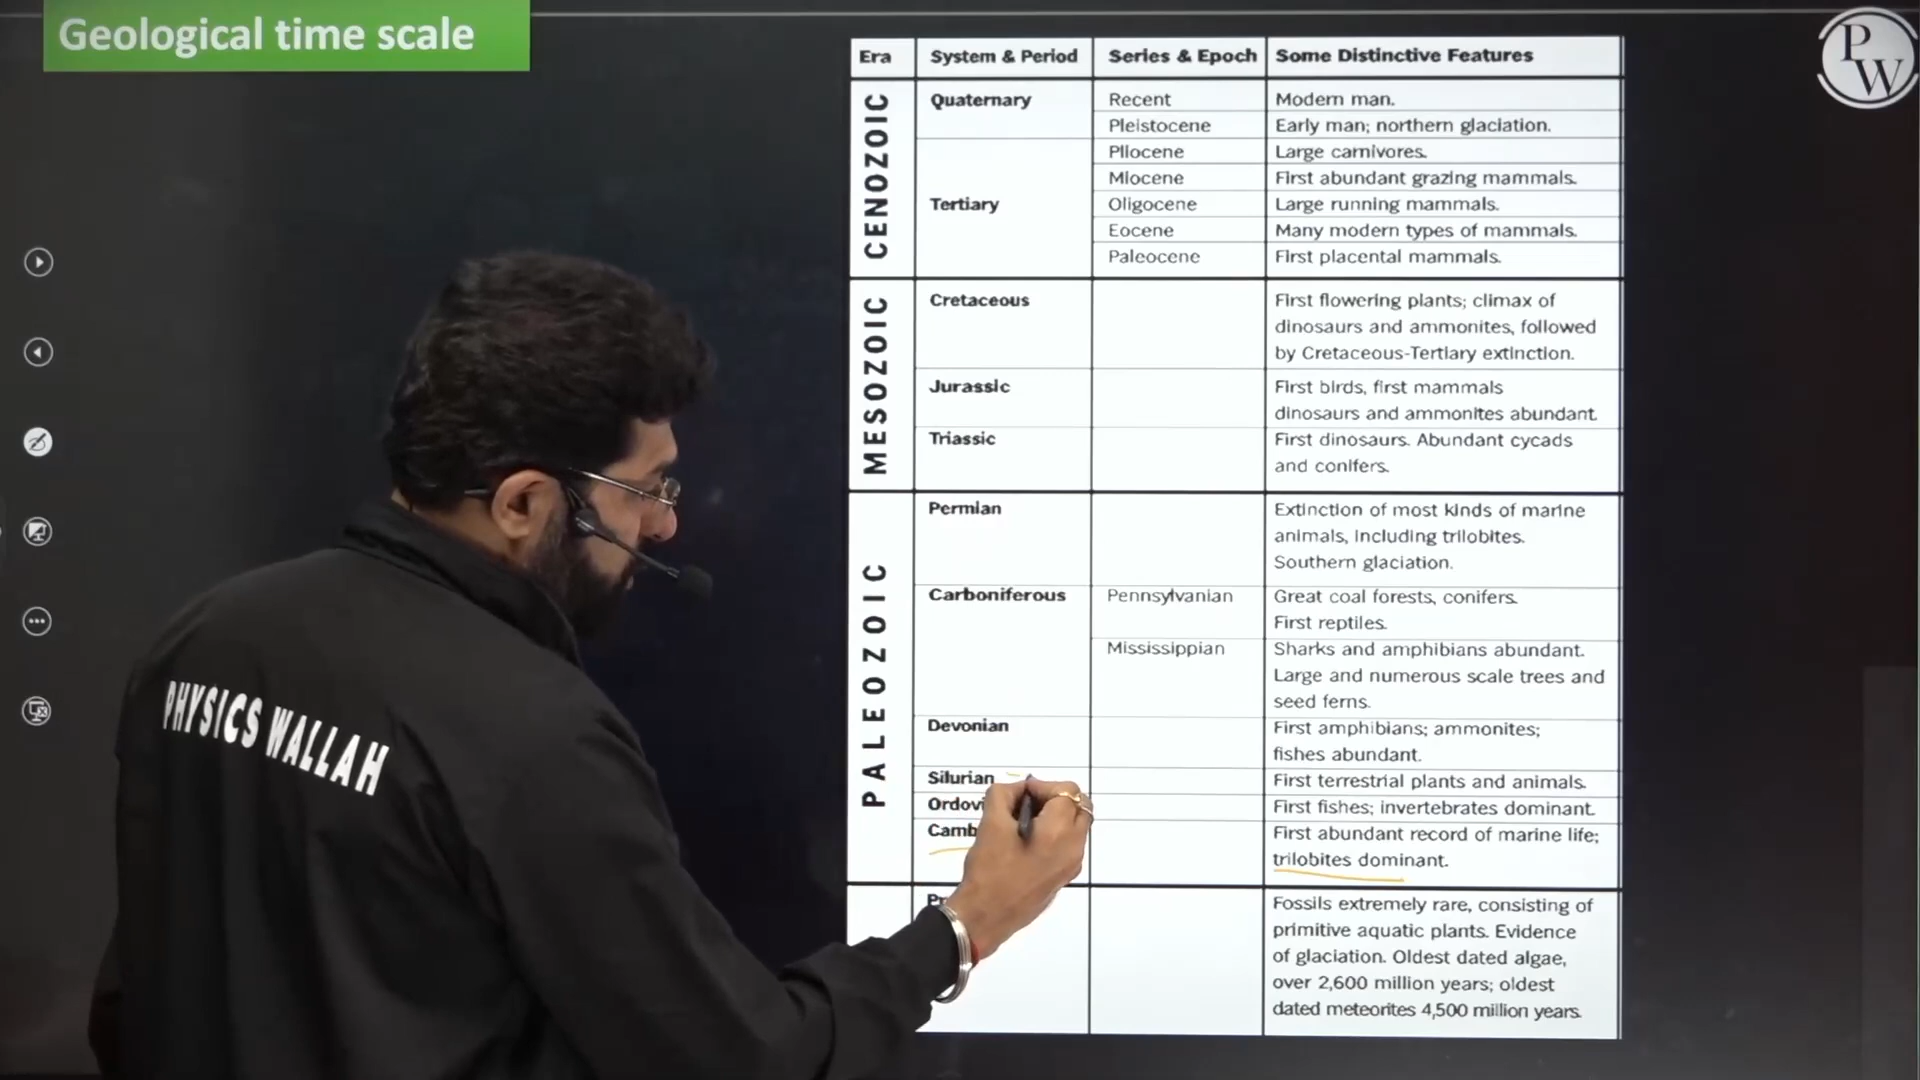 Geological time scale
PW
Era System & Period Series & Epoch Some Distinctive Features
CENOZOIC
Quaternary
Recent
Modern man.
Pleistocene
Early man; northern glaciation.
Tertiary
Pliocene
Large carnivores.
Miocene
First abundant grazing mammals.
Oligocene
Large running mammals.
Eocene
Many modern types of mammals.
Paleocene
First placental mammals.
MESOZOIC
Cretaceous
First flowering plants; climax of
dinosaurs and ammonites, followed
by Cretaceous-Tertiary extinction.
Jurassic
First birds, first mammals
dinosaurs and ammonites abundant.
Triassic
First dinosaurs. Abundant cycads
and conifers.
PALEOZOIC
Permian
Extinction of most kinds of marine
animals, including trilobites.
Southern glaciation.
Carboniferous
Pennsylvanian
Great coal forests, conifers.
First reptiles.
Mississippian
Sharks and amphibians abundant.
Large and numerous scale trees and
seed ferns.
Devonian
First amphibians; ammonites;
fishes abundant.
Silurian
First terrestrial plants and animals.
Ordovi
First fishes; invertebrates dominant.
Camb
First abundant record of marine life;
trilobites dominant.
Fossils extremely rare, consisting of
primitive aquatic plants. Evidence
of glaciation. Oldest dated algae,
over 2,600 million years; oldest
dated meteorites 4,500 million years.
PHYSICS WALLAH